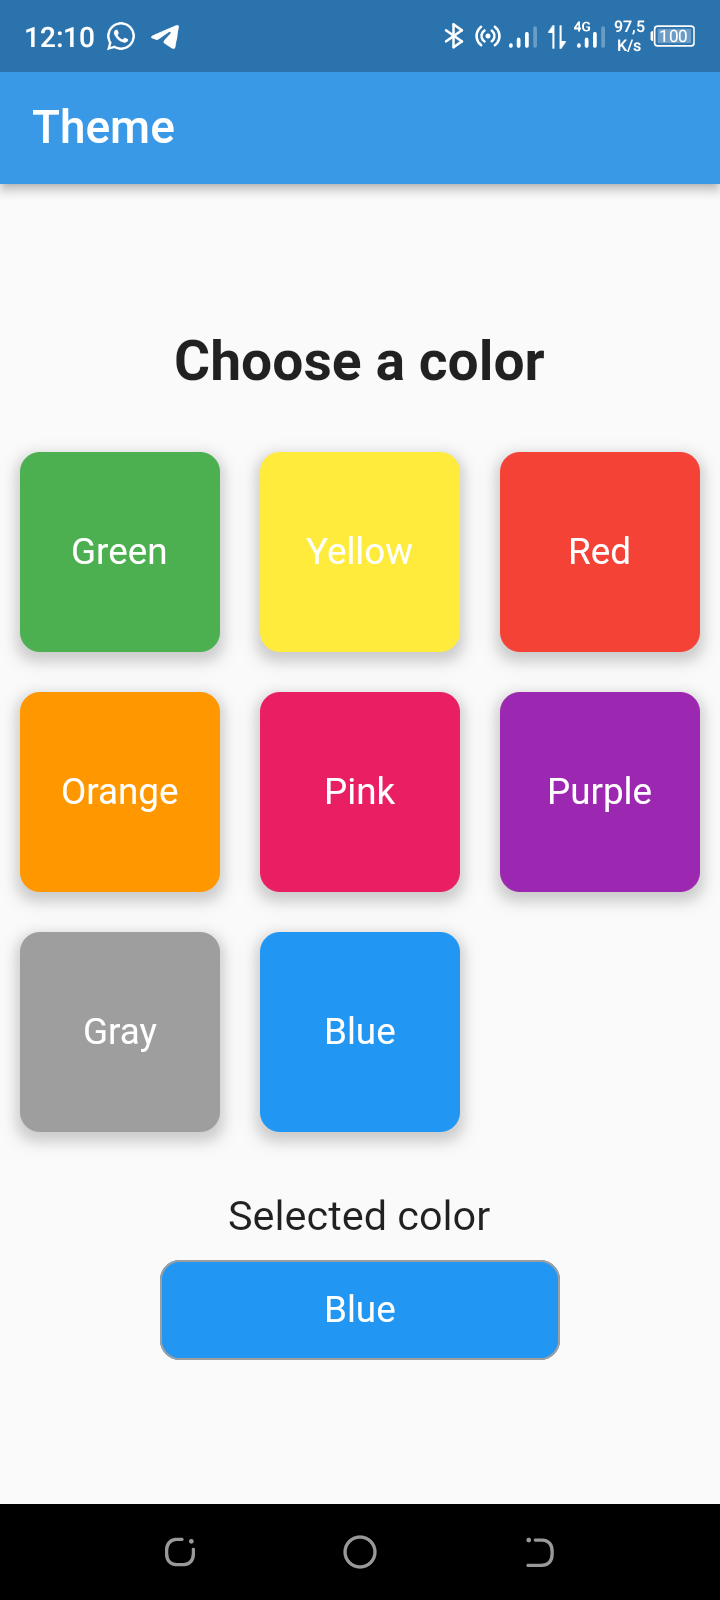 12:10 4G 97,5 K/s 100
Theme
Choose a color
Green Yellow Red
Orange Pink Purple
Gray Blue
Selected color
Blue